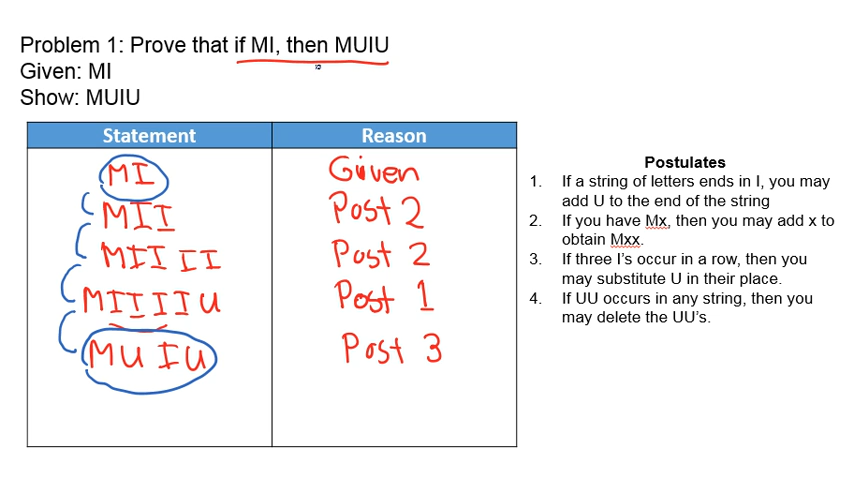 Problem 1: Prove that if MI, then MUIU
Given: MI
Show: MUIU
Statement Reason
MI Given
MII Post 2
MIIII Post 2
MIIIIU Post 1
MUIU Post 3
Postulates
1. If a string of letters ends in I, you may
add U to the end of the string
2. If you have Mx, then you may add x to
obtain Mxx.
3. If three I's occur in a row, then you
may substitute U in their place.
4. If UU occurs in any string, then you
may delete the UU's.